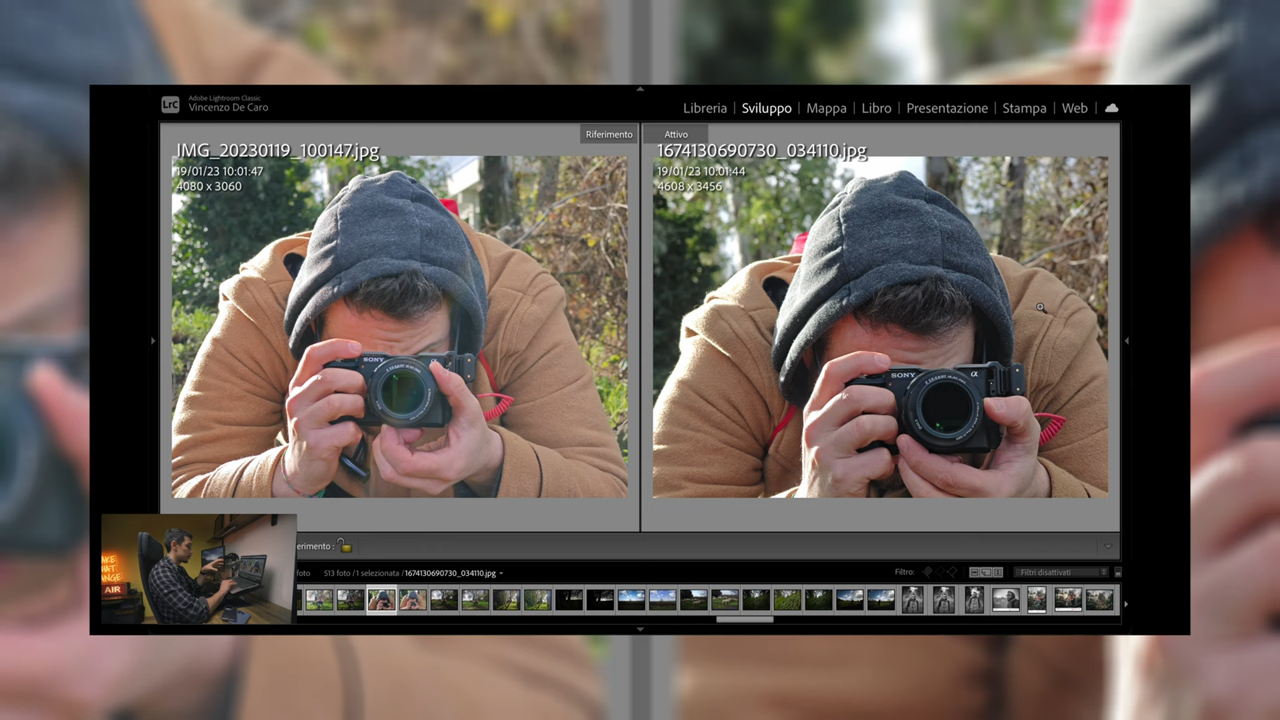 LrC
Adobe Lightroom Classic
Vincenzo De Caro
Libreria | Sviluppo | Mappa | Libro | Presentazione | Stampa | Web |
Riferimento
Attivo
IMG_20230119_100147.jpg
19/01/23 10:01:47
4080 x 3060
1674130690730_034110.jpg
19/01/23 10:01:44
4608 x 3456
SONY
SONY
α
erimento :
foto
513 foto / 1 selezionata / 1674130690730_034110.jpg
Filtro:
Filtri disattivati
AIR